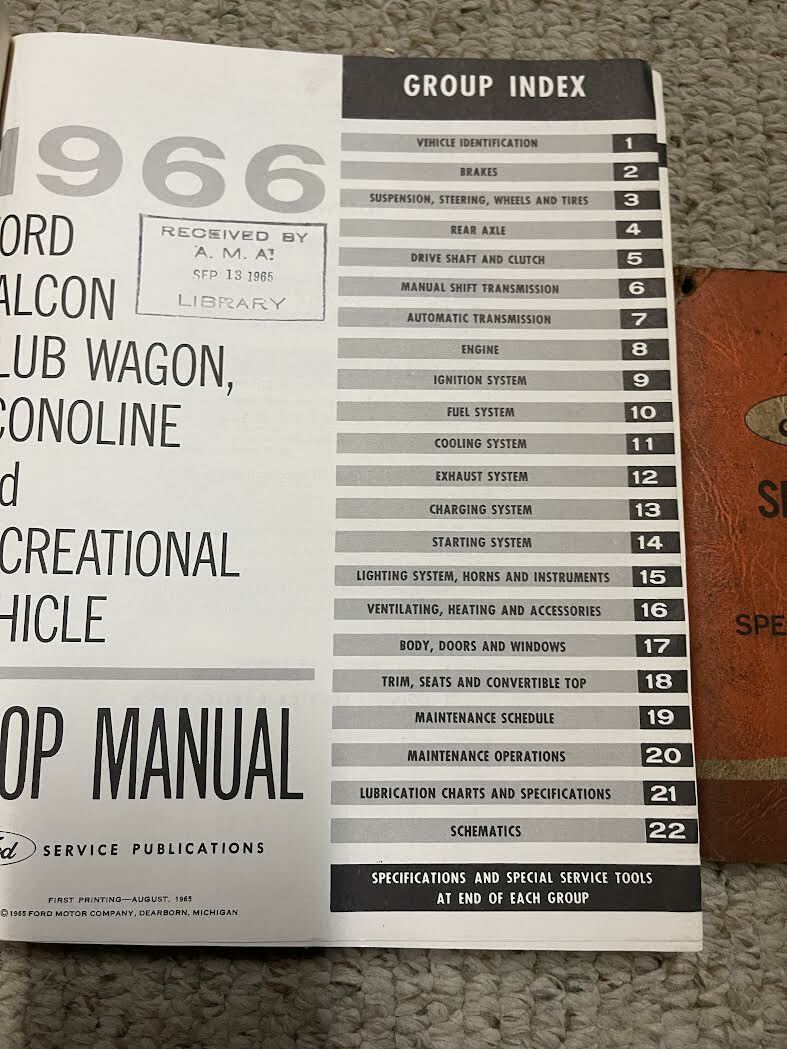 1966
ORD
ALCON
LUB WAGON,
CONOLINE
d
CREATIONAL
HICLE
OP MANUAL
SERVICE PUBLICATIONS
FIRST PRINTING—AUGUST, 1965
© 1965 FORD MOTOR COMPANY, DEARBORN, MICHIGAN
RECEIVED BY
A. M. A.
SEP 13 1965
LIBRARY
GROUP INDEX
VEHICLE IDENTIFICATION 1
BRAKES 2
SUSPENSION, STEERING, WHEELS AND TIRES 3
REAR AXLE 4
DRIVE SHAFT AND CLUTCH 5
MANUAL SHIFT TRANSMISSION 6
AUTOMATIC TRANSMISSION 7
ENGINE 8
IGNITION SYSTEM 9
FUEL SYSTEM 10
COOLING SYSTEM 11
EXHAUST SYSTEM 12
CHARGING SYSTEM 13
STARTING SYSTEM 14
LIGHTING SYSTEM, HORNS AND INSTRUMENTS 15
VENTILATING, HEATING AND ACCESSORIES 16
BODY, DOORS AND WINDOWS 17
TRIM, SEATS AND CONVERTIBLE TOP 18
MAINTENANCE SCHEDULE 19
MAINTENANCE OPERATIONS 20
LUBRICATION CHARTS AND SPECIFICATIONS 21
SCHEMATICS 22
SPECIFICATIONS AND SPECIAL SERVICE TOOLS
AT END OF EACH GROUP
SPE